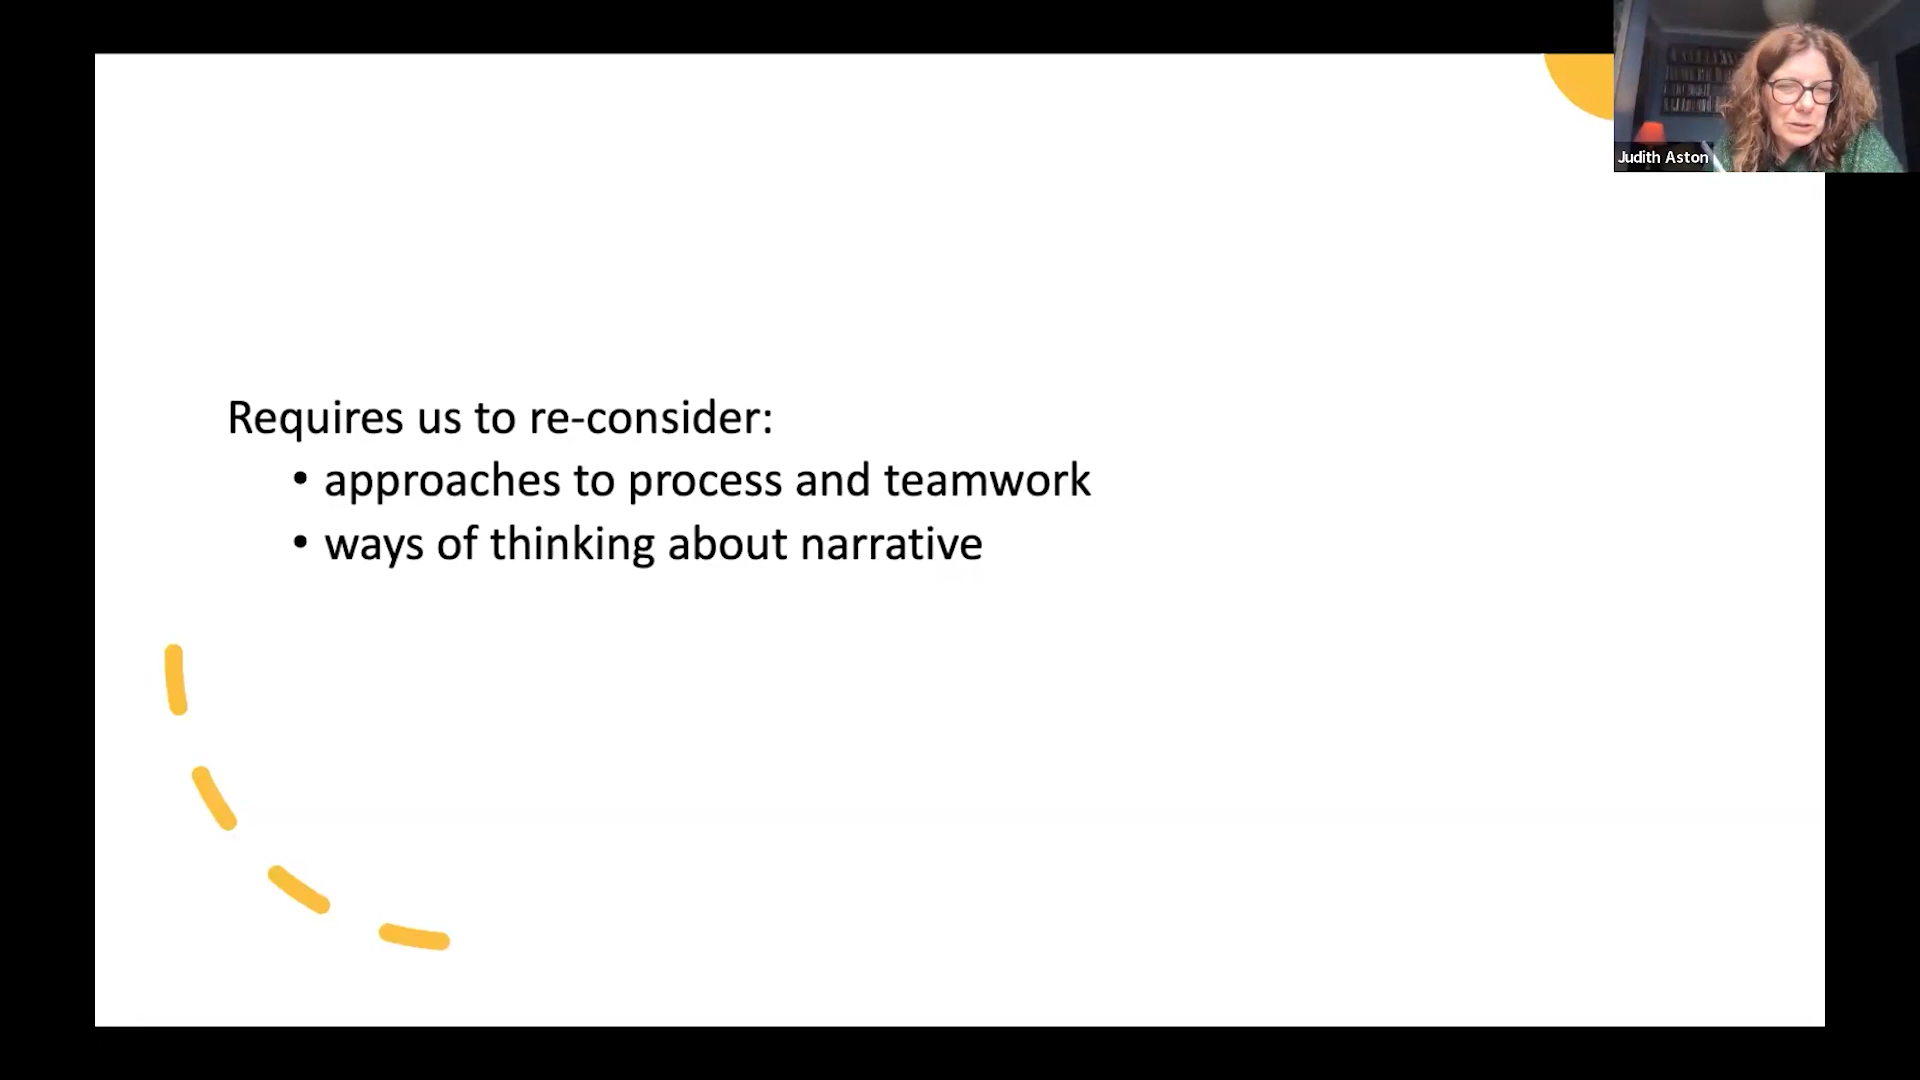 Judith Aston
Requires us to re-consider:
• approaches to process and teamwork
• ways of thinking about narrative